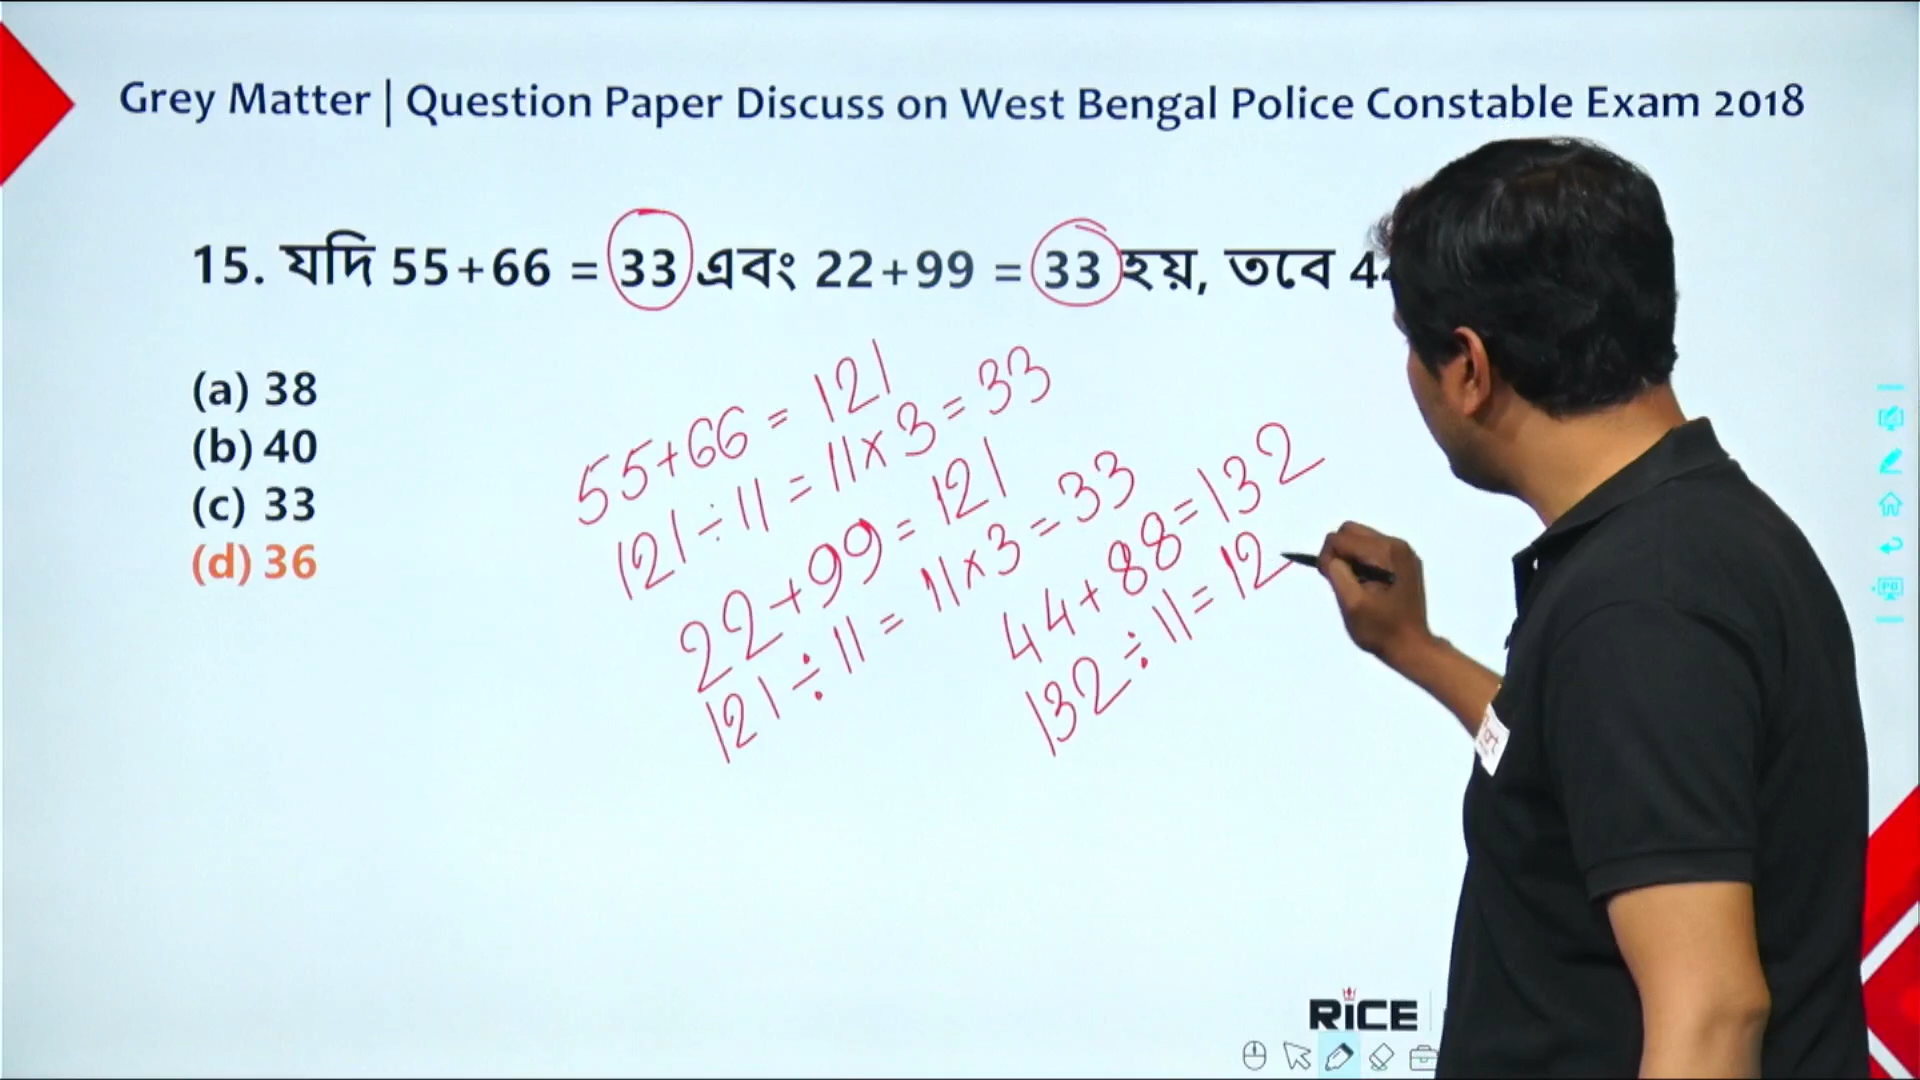 Grey Matter | Question Paper Discuss on West Bengal Police Constable Exam 2018
15. যদি 55+66 = 33 এবং 22+99 = 33 হয়, তবে 44
(a) 38
(b) 40
(c) 33
(d) 36
55+66 = 121
121÷11 = 11×3 = 33
22+99 = 121
121÷11 = 11×3 = 33
44+88=132
132÷11=12
RICE